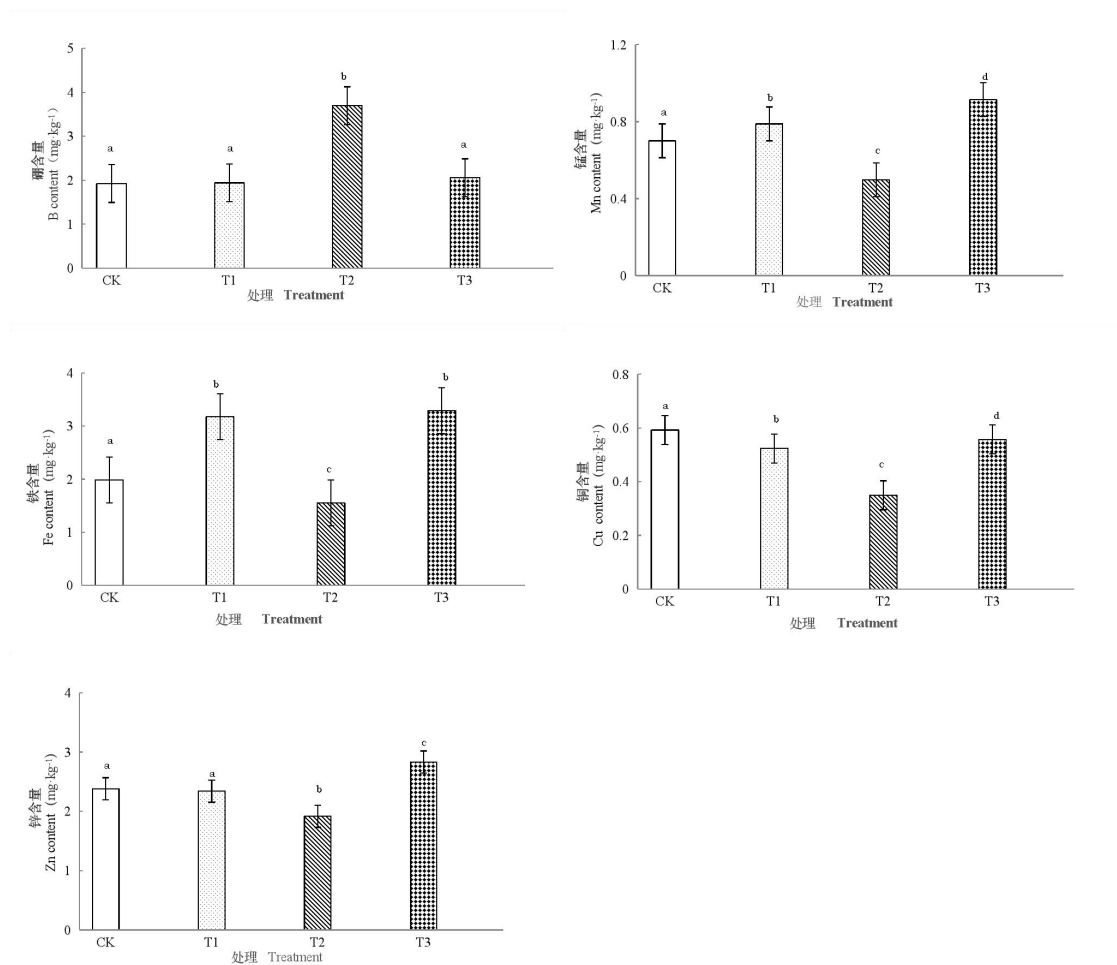 硼含量
B content（mg·kg⁻¹）
5
4
3
2
1
0
a
a
b
a
CK
T1
T2
T3
处理 Treatment
锰含量
Mn content（mg·kg⁻¹）
1.2
0.8
0.4
0
a
b
c
d
CK
T1
T2
T3
处理 Treatment
铁含量
Fe content（mg·kg⁻¹）
4
3
2
1
0
a
b
c
b
CK
T1
T2
T3
处理 Treatment
铜含量
Cu content（mg·kg⁻¹）
0.8
0.6
0.4
0.2
0
a
b
c
d
CK
T1
T2
T3
处理 Treatment
锌含量
Zn content（mg·kg⁻¹）
4
3
2
1
0
a
a
b
c
CK
T1
T2
T3
处理 Treatment